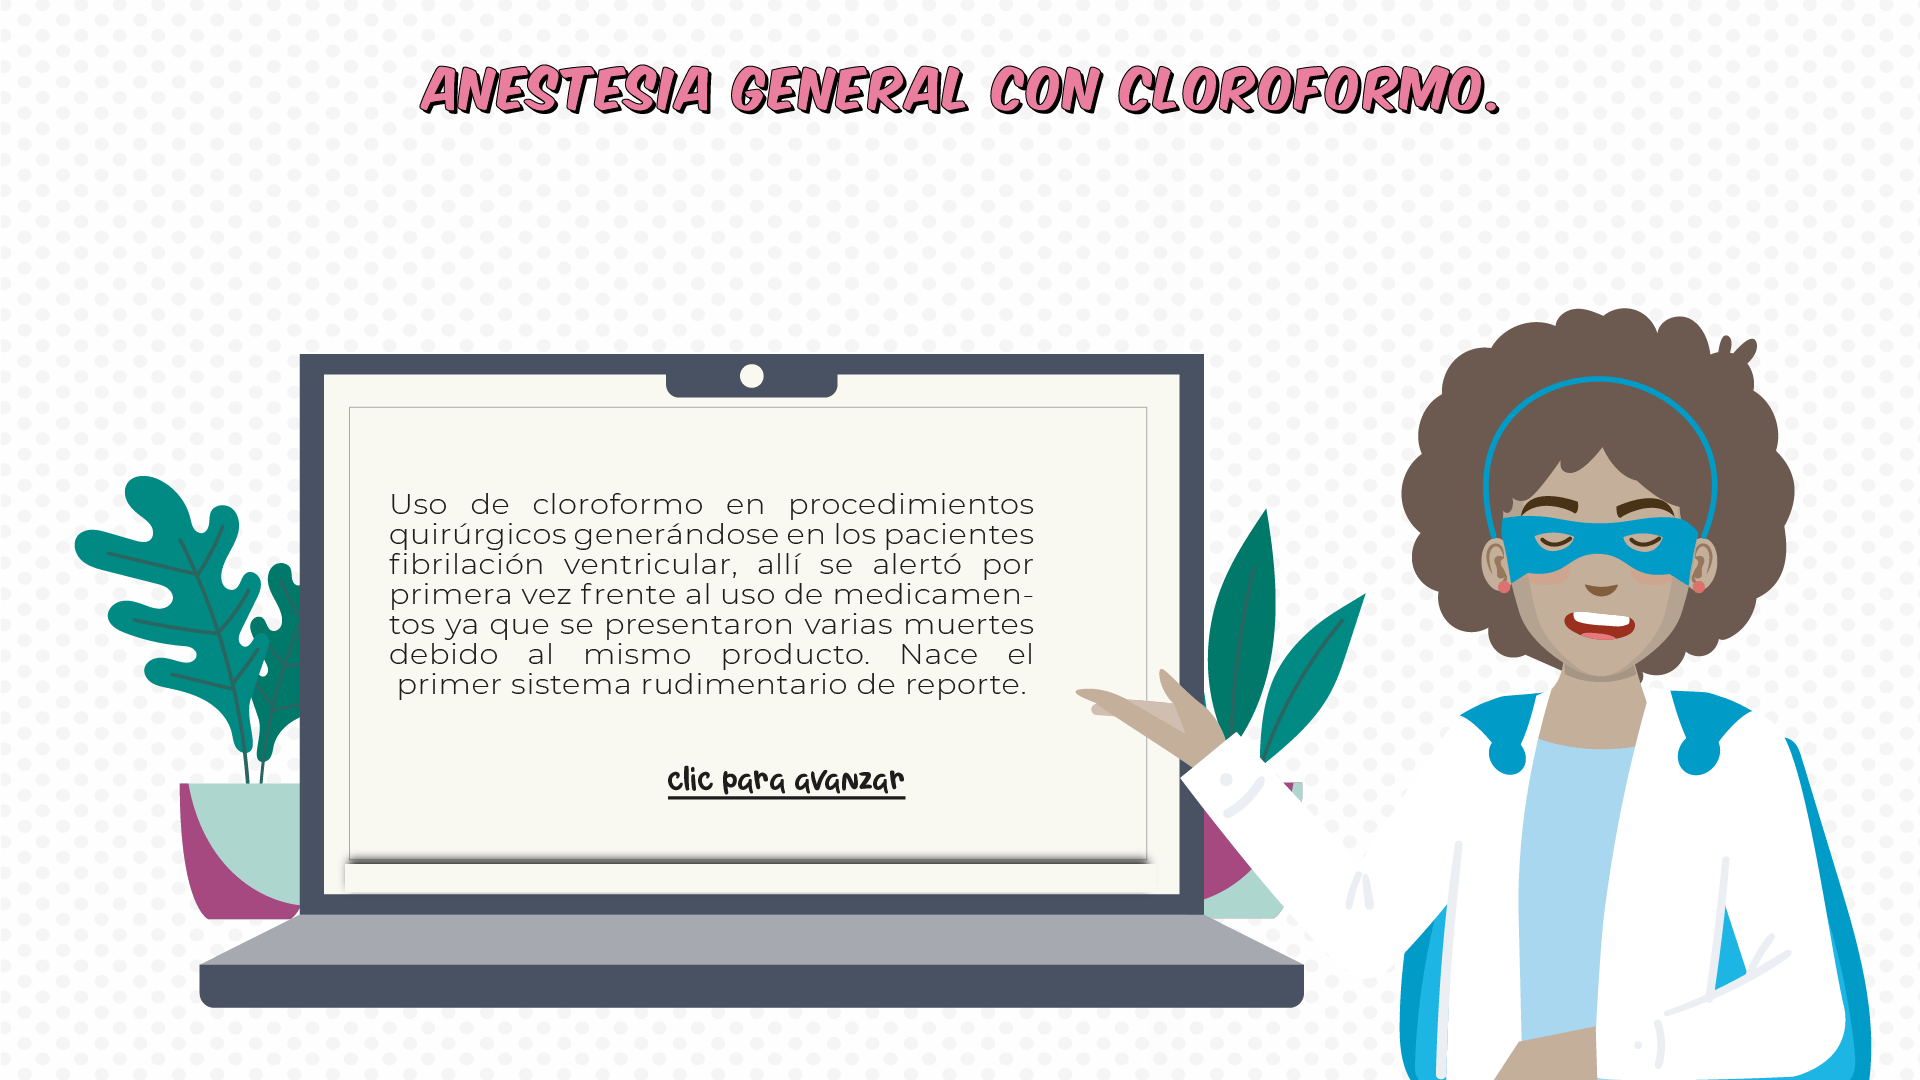 ANESTESIA GENERAL CON CLOROFORMO.
Uso de cloroformo en procedimientos
quirúrgicos generándose en los pacientes
fibrilación ventricular, allí se alertó por
primera vez frente al uso de medicamen-
tos ya que se presentaron varias muertes
debido al mismo producto. Nace el
primer sistema rudimentario de reporte.
clic para avanzar